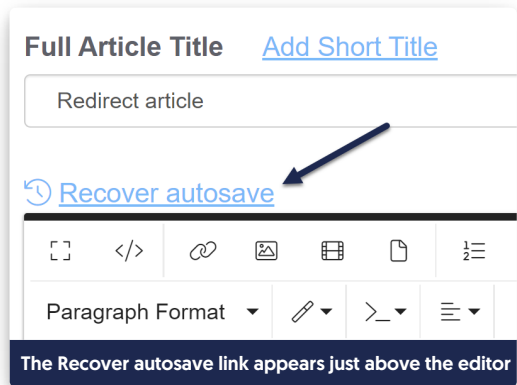 Full Article Title Add Short Title
Redirect article
Recover autosave
Paragraph Format
The Recover autosave link appears just above the editor